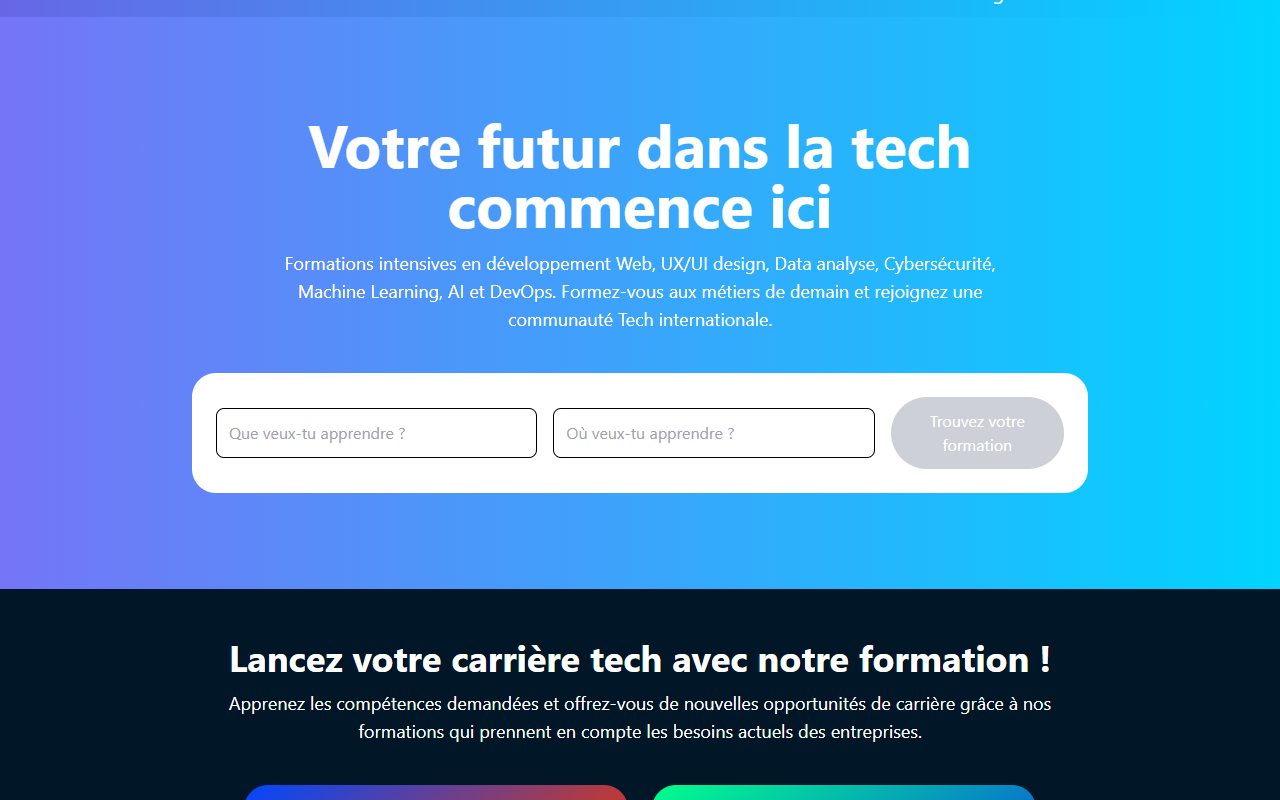 Votre futur dans la tech
commence ici
Formations intensives en développement Web, UX/UI design, Data analyse, Cybersécurité,
Machine Learning, AI et DevOps. Formez-vous aux métiers de demain et rejoignez une
communauté Tech internationale.
Que veux-tu apprendre ?
Où veux-tu apprendre ?
Trouvez votre
formation
Lancez votre carrière tech avec notre formation !
Apprenez les compétences demandées et offrez-vous de nouvelles opportunités de carrière grâce à nos
formations qui prennent en compte les besoins actuels des entreprises.